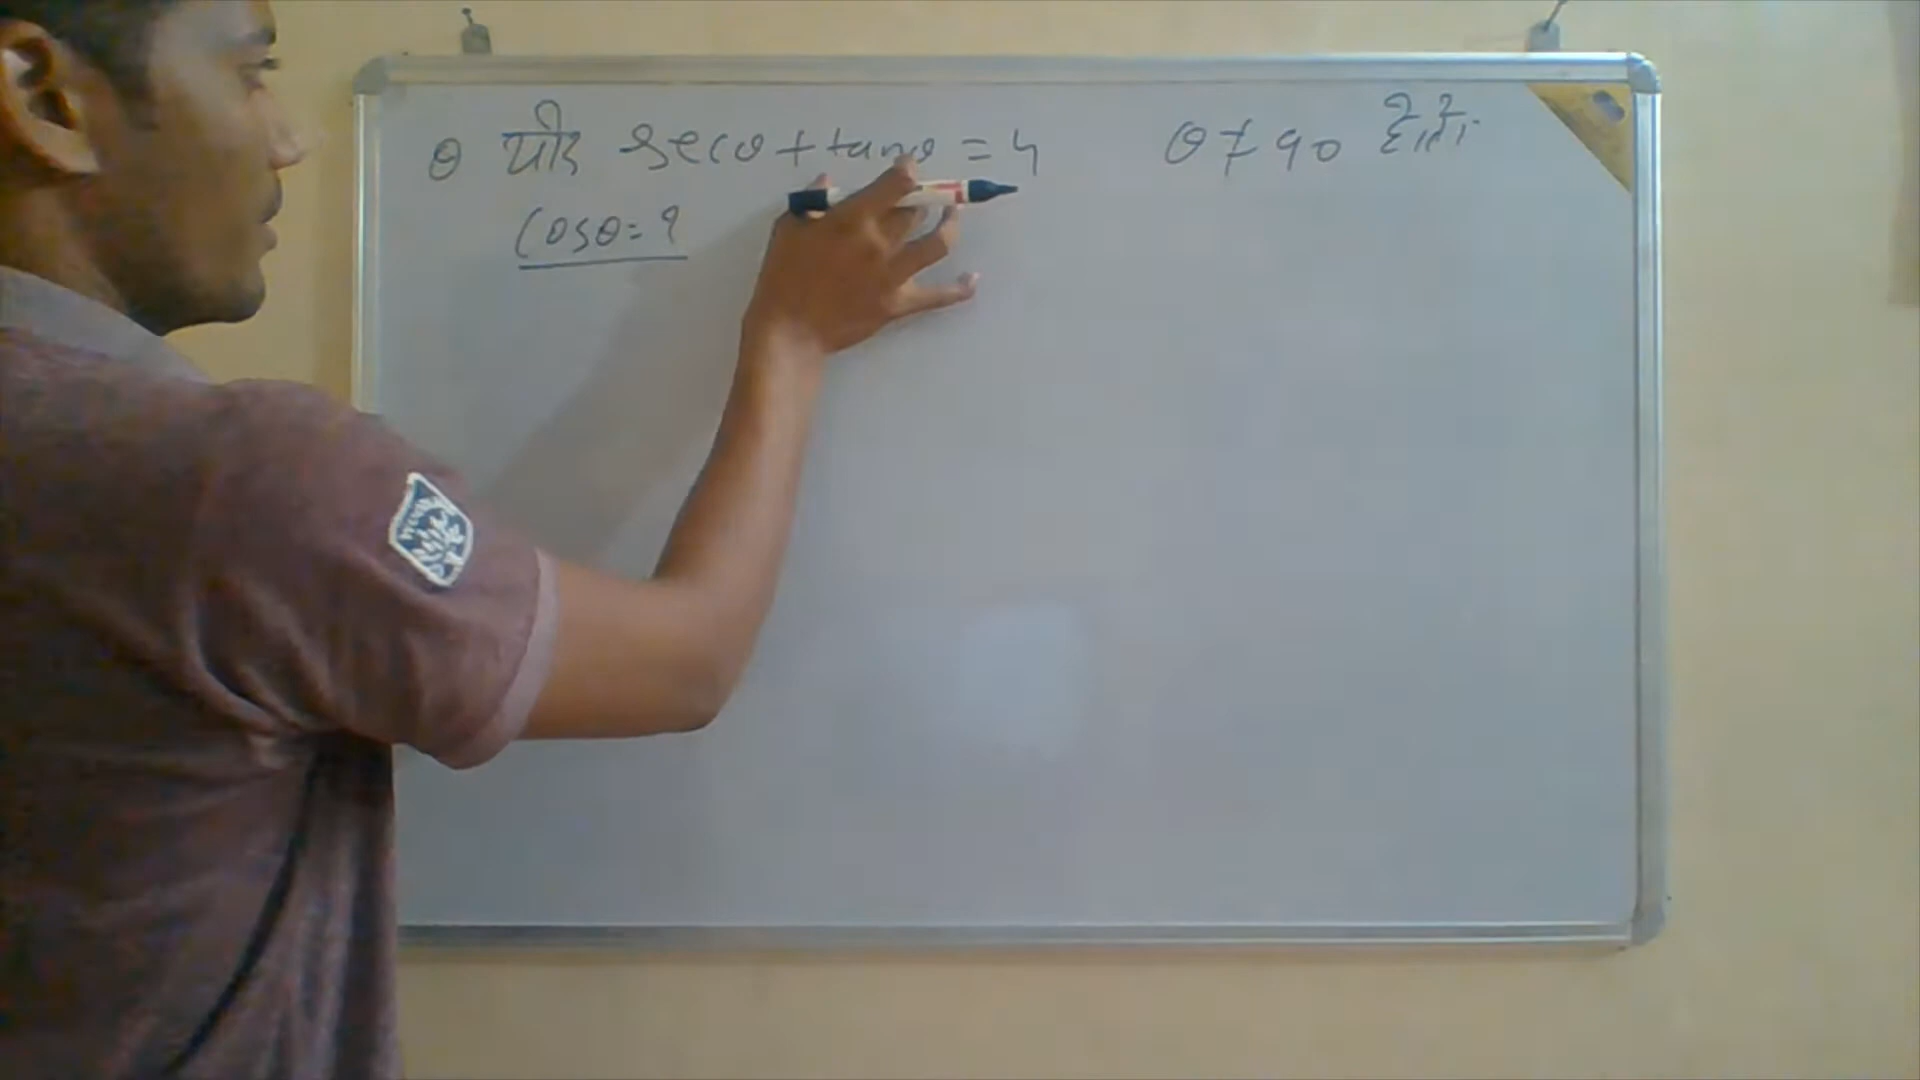 θ यदि secθ + tanθ = 4 θ ≠ 90
cosθ = ?